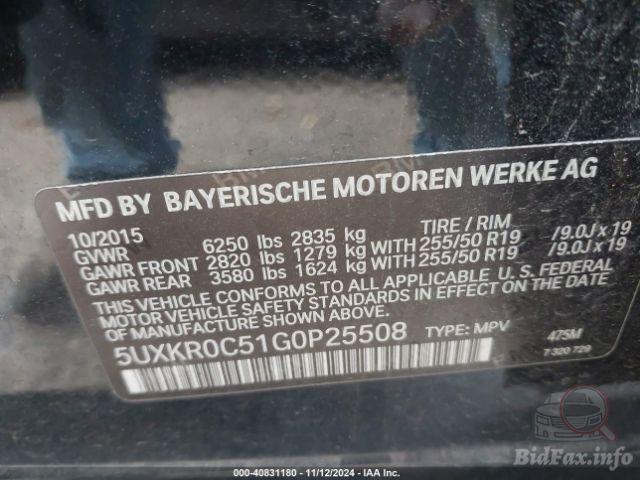 MFD BY BAYERISCHE MOTOREN WERKE AG
10/2015 TIRE / RIM
GVWR 6250 lbs 2835 kg
GAWR FRONT 2820 lbs 1279 kg WITH 255/50 R19 /9.0J x 19
GAWR REAR 3580 lbs 1624 kg WITH 255/50 R19 /9.0J x 19
THIS VEHICLE CONFORMS TO ALL APPLICABLE U. S. FEDERAL
MOTOR VEHICLE SAFETY STANDARDS IN EFFECT ON THE
DATE OF MANUFACTURE SHOWN ABOVE.
5UXKR0C51G0P25508 TYPE: MPV 475M
7 320 729
BidFax.info
000-40831180 - 11/12/2024 - IAA Inc.